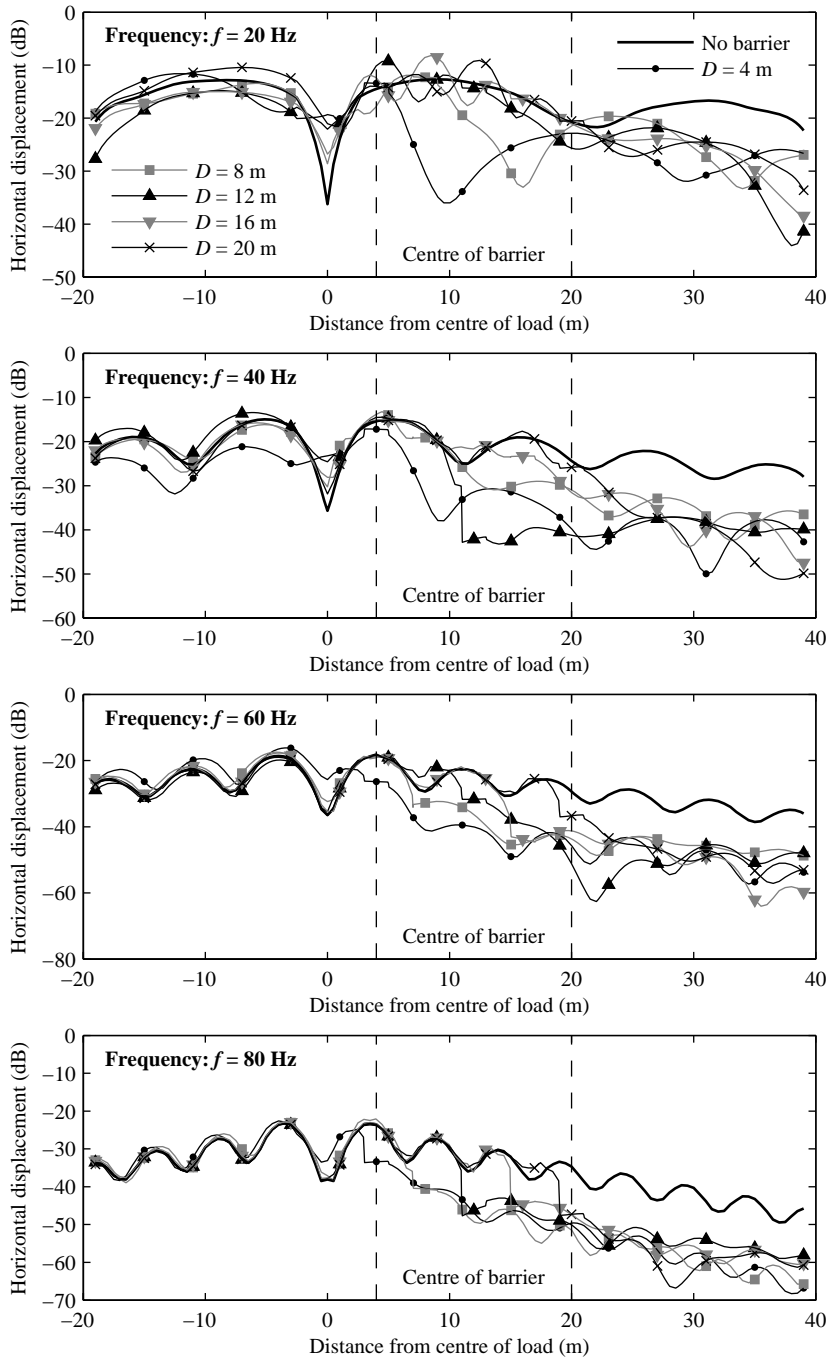 Frequency: f = 20 Hz
No barrier
D = 4 m
D = 8 m
D = 12 m
D = 16 m
D = 20 m
Centre of barrier
Horizontal displacement (dB)
0
−10
−20
−30
−40
−50
−20
−10
0
10
20
30
40
Distance from centre of load (m)
Frequency: f = 40 Hz
Centre of barrier
Horizontal displacement (dB)
0
−10
−20
−30
−40
−50
−60
−20
−10
0
10
20
30
40
Distance from centre of load (m)
Frequency: f = 60 Hz
Centre of barrier
Horizontal displacement (dB)
0
−20
−40
−60
−80
−20
−10
0
10
20
30
40
Distance from centre of load (m)
Frequency: f = 80 Hz
Centre of barrier
Horizontal displacement (dB)
0
−10
−20
−30
−40
−50
−60
−70
−20
−10
0
10
20
30
40
Distance from centre of load (m)